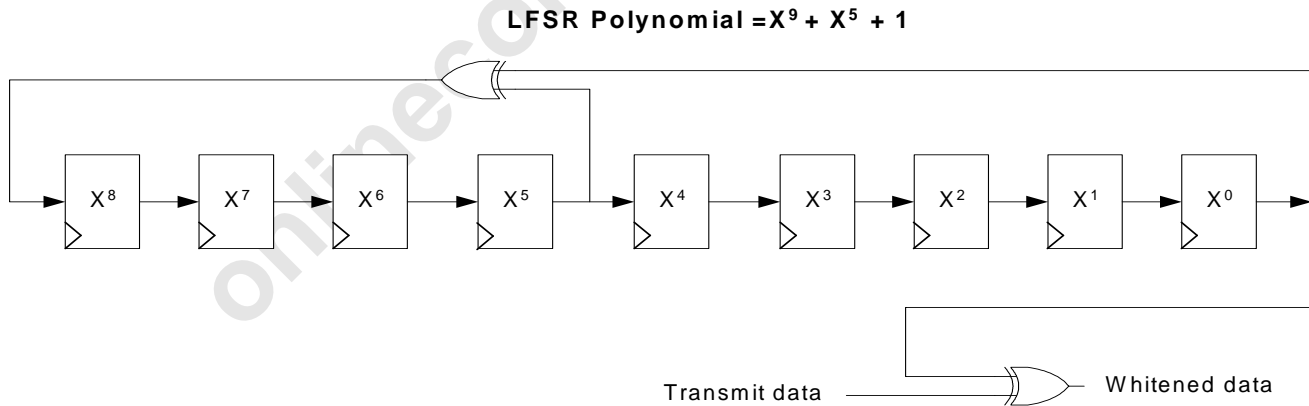 LFSR Polynomial =X⁹ + X⁵ + 1
X⁸ X⁷ X⁶ X⁵ X⁴ X³ X² X¹ X⁰
Transmit data
Whitened data